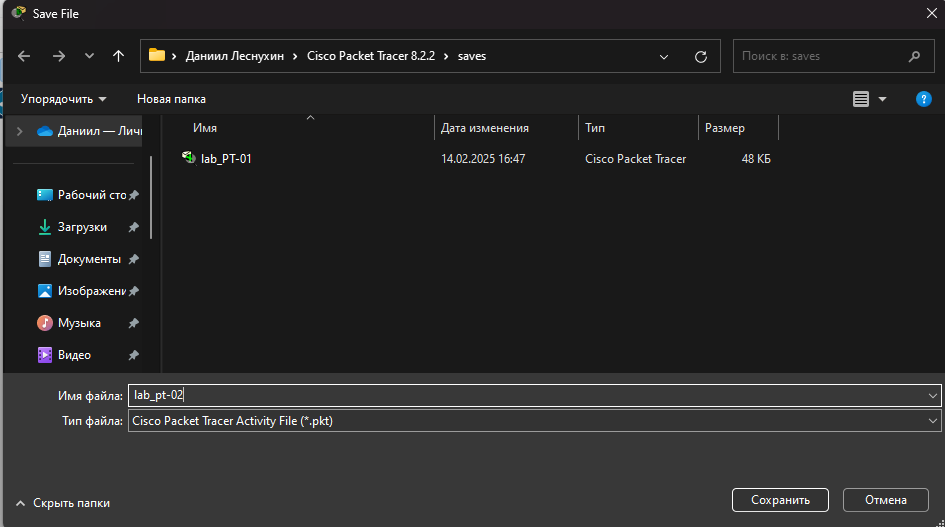 Save File
Даниил Леснухин > Cisco Packet Tracer 8.2.2 > saves
Поиск в: saves
Упорядочить Новая папка
Даниил — Личн
Имя Дата изменения Тип Размер
lab_PT-01 14.02.2025 16:47 Cisco Packet Tracer 48 КБ
Рабочий сто
Загрузки
Документы
Изображени
Музыка
Видео
Имя файла: lab_pt-02
Тип файла: Cisco Packet Tracer Activity File (*.pkt)
Скрыть папки Сохранить Отмена